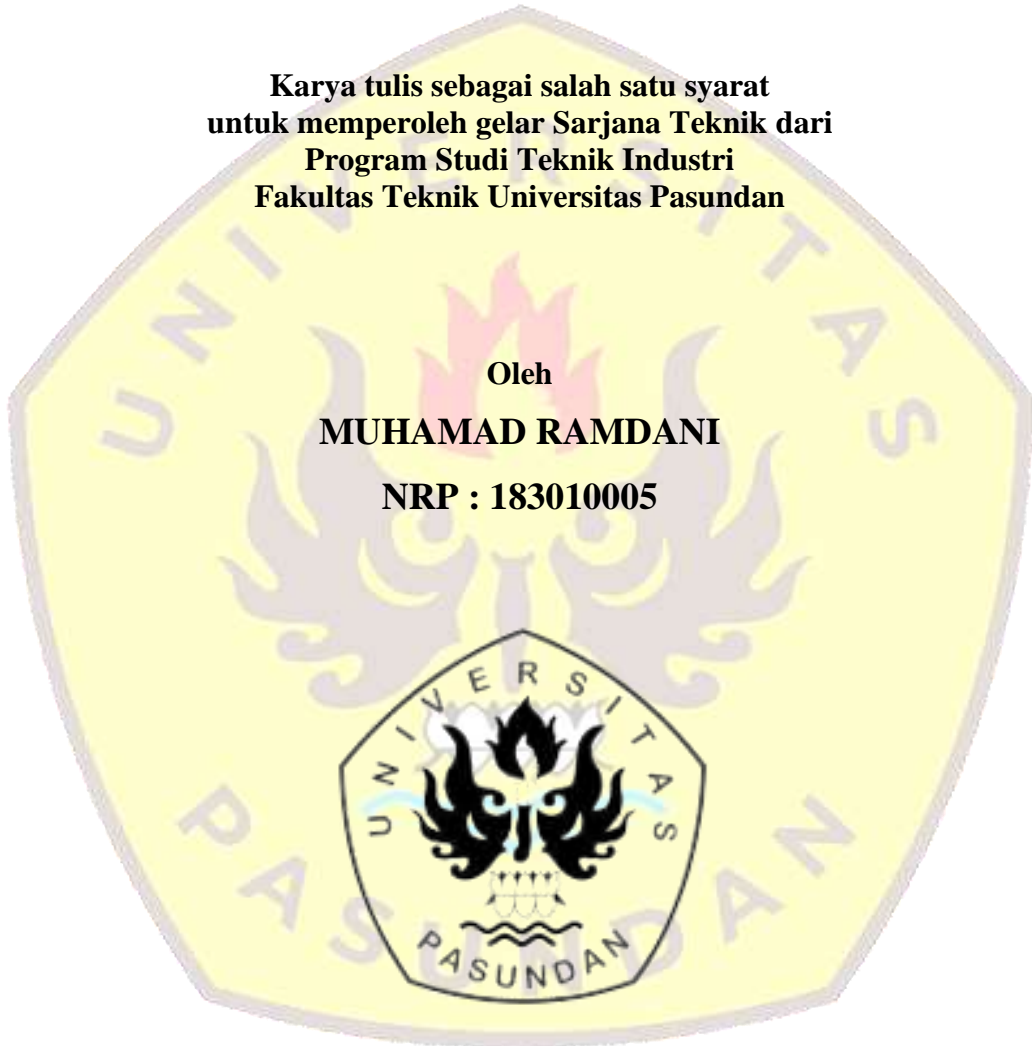 Karya tulis sebagai salah satu syarat
untuk memperoleh gelar Sarjana Teknik dari
Program Studi Teknik Industri
Fakultas Teknik Universitas Pasundan
Oleh
MUHAMAD RAMDANI
NRP : 183010005
UNIVERSITAS
PASUNDAN
UNIVERSITAS
PASUNDAN